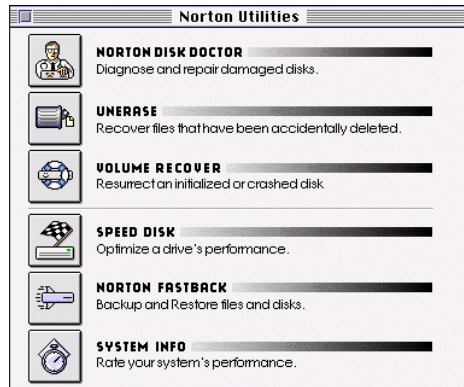 Norton Utilities
NORTON DISK DOCTOR
Diagnose and repair damaged disks.
UNERASE
Recover files that have been accidentally deleted.
VOLUME RECOVER
Resurrect an initialized or crashed disk
SPEED DISK
Optimize a drive's performance.
NORTON FASTBACK
Backup and Restore files and disks.
SYSTEM INFO
Rate your system's performance.